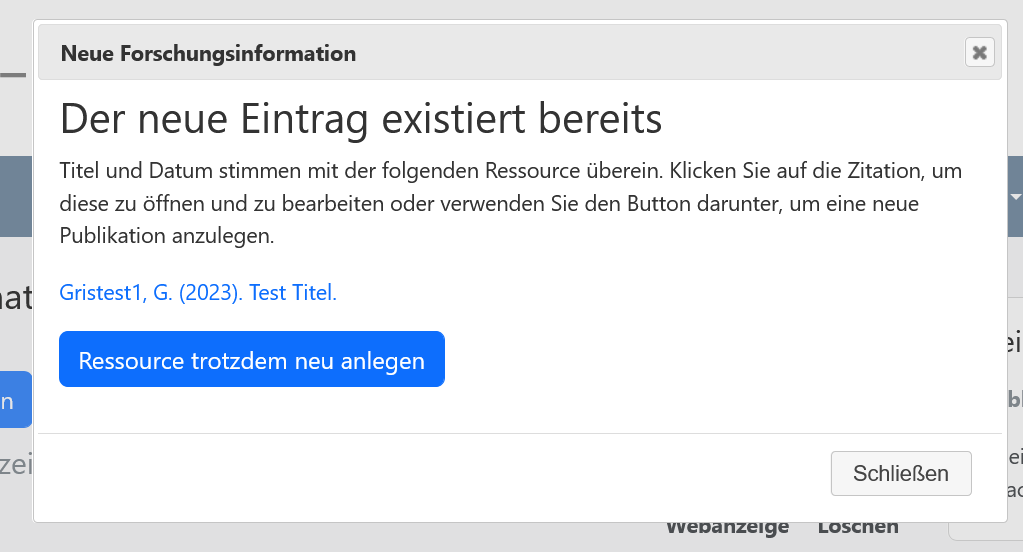 Neue Forschungsinformation
Der neue Eintrag existiert bereits
Titel und Datum stimmen mit der folgenden Ressource überein. Klicken Sie auf die Zitation, um
diese zu öffnen und zu bearbeiten oder verwenden Sie den Button darunter, um eine neue
Publikation anzulegen.
Gristest1, G. (2023). Test Titel.
Ressource trotzdem neu anlegen
Schließen
Webanzeige Löschen